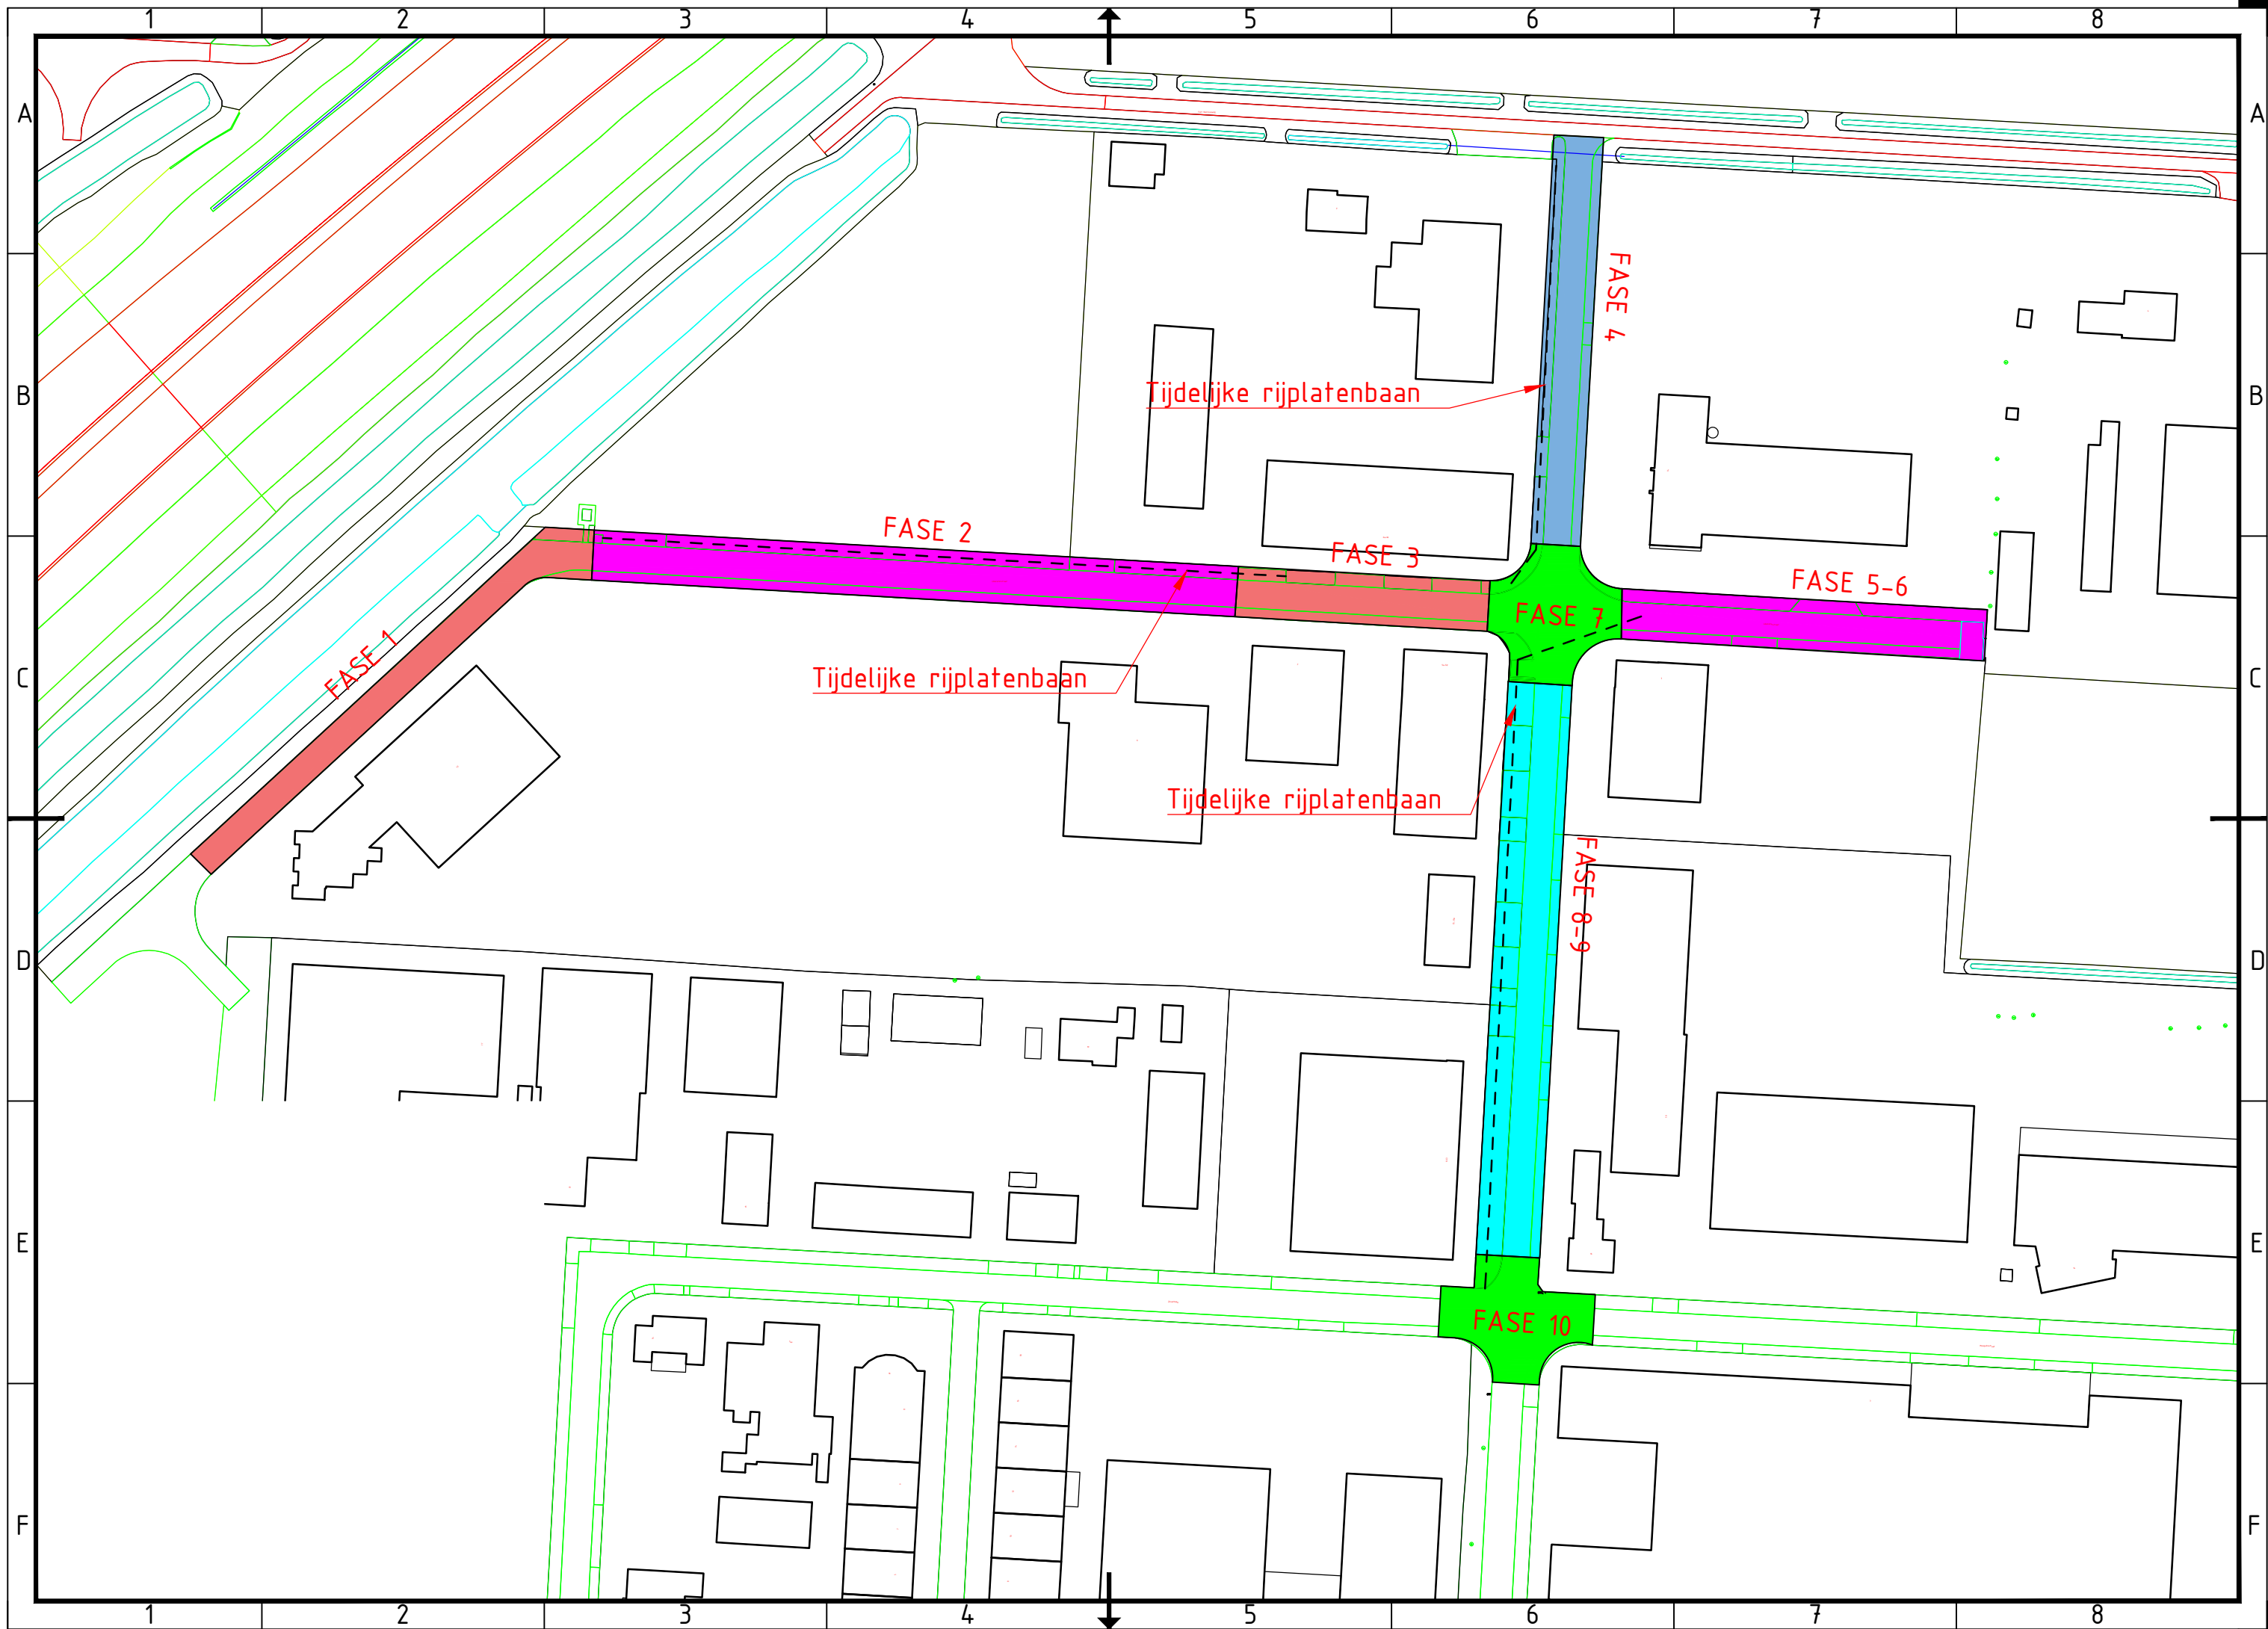 1 2 3 4 5 6 7 8
A A
FASE 4
B Tijdelijke rijplatenbaan B
FASE 2
FASE 3
FASE 5-6
FASE 7
FASE 1
C Tijdelijke rijplatenbaan C
Tijdelijke rijplatenbaan
FASE 8-9
D D
E E
FASE 10
F F
1 2 3 4 5 6 7 8